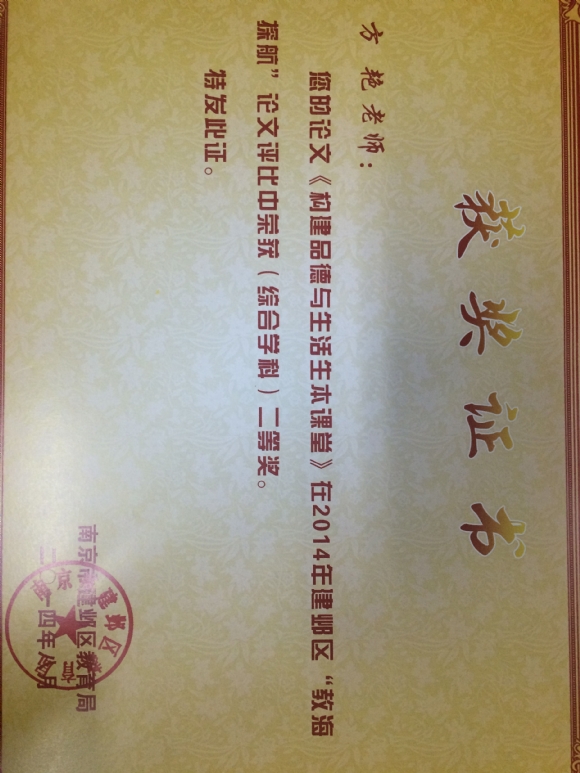 获奖证书
方艳老师：
您的论文《构建品德与生活生本课堂》在2014年建邺区“教海
探航”论文评比中荣获（综合学科）二等奖。
特发此证。
南京市建邺区教育局
二〇一四年八月